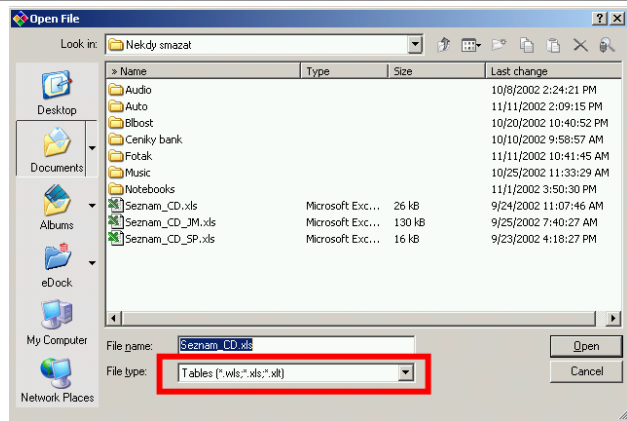 Open File
Look in: Nekdy smazat
» Name Type Size Last change
Audio 10/8/2002 2:24:21 PM
Auto 11/11/2002 2:09:15 PM
Blbost 10/20/2002 10:40:52 PM
Ceniky bank 10/10/2002 9:58:57 AM
Fotak 11/11/2002 10:41:45 AM
Music 10/25/2002 11:33:29 AM
Notebooks 11/1/2002 3:50:30 PM
Seznam_CD.xls Microsoft Exc... 26 kB 9/24/2002 11:07:46 AM
Seznam_CD_JM.xls Microsoft Exc... 130 kB 9/25/2002 7:40:27 AM
Seznam_CD_SP.xls Microsoft Exc... 16 kB 9/23/2002 4:18:27 PM
Desktop
Documents
Albums
eDock
My Computer
Network Places
File name: Seznam_CD.xls Open
File type: Tables (*.wls;*.xls;*.xlt) Cancel